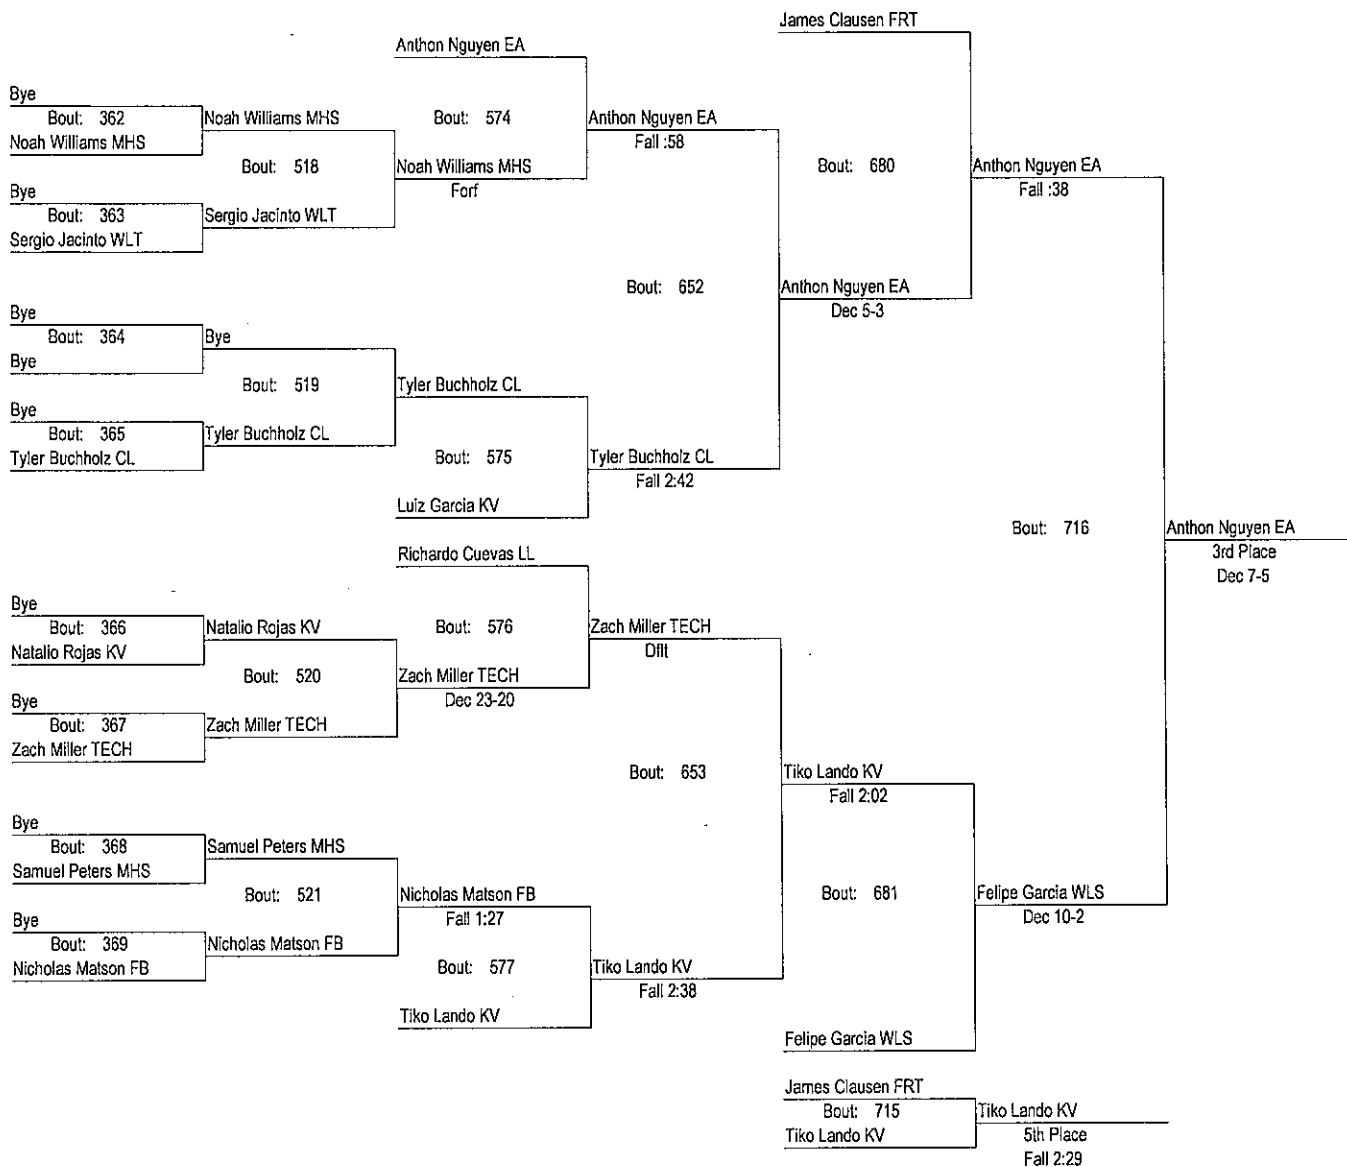 James Clausen FRT
Anthon Nguyen EA
Bye
Bout: 362
Noah Williams MHS
Noah Williams MHS
Bout: 574
Anthon Nguyen EA
Fall :58
Bout: 518
Noah Williams MHS
Forf
Bout: 680
Anthon Nguyen EA
Fall :38
Bye
Bout: 363
Sergio Jacinto WLT
Sergio Jacinto WLT
Bout: 652
Anthon Nguyen EA
Dec 5-3
Bye
Bout: 364
Bye
Bye
Bout: 519
Tyler Buchholz CL
Bye
Bout: 365
Tyler Buchholz CL
Tyler Buchholz CL
Bout: 575
Tyler Buchholz CL
Fall 2:42
Luiz Garcia KV
Bout: 716
Anthon Nguyen EA
3rd Place
Dec 7-5
Richardo Cuevas LL
Bye
Bout: 366
Natalio Rojas KV
Natalio Rojas KV
Bout: 576
Zach Miller TECH
Dflt
Bout: 520
Zach Miller TECH
Dec 23-20
Bye
Bout: 367
Zach Miller TECH
Zach Miller TECH
Bout: 653
Tiko Lando KV
Fall 2:02
Bye
Bout: 368
Samuel Peters MHS
Samuel Peters MHS
Bout: 521
Nicholas Matson FB
Fall 1:27
Bout: 681
Felipe Garcia WLS
Dec 10-2
Bye
Bout: 369
Nicholas Matson FB
Nicholas Matson FB
Bout: 577
Tiko Lando KV
Fall 2:38
Tiko Lando KV
Felipe Garcia WLS
James Clausen FRT
Bout: 715
Tiko Lando KV
Tiko Lando KV
5th Place
Fall 2:29